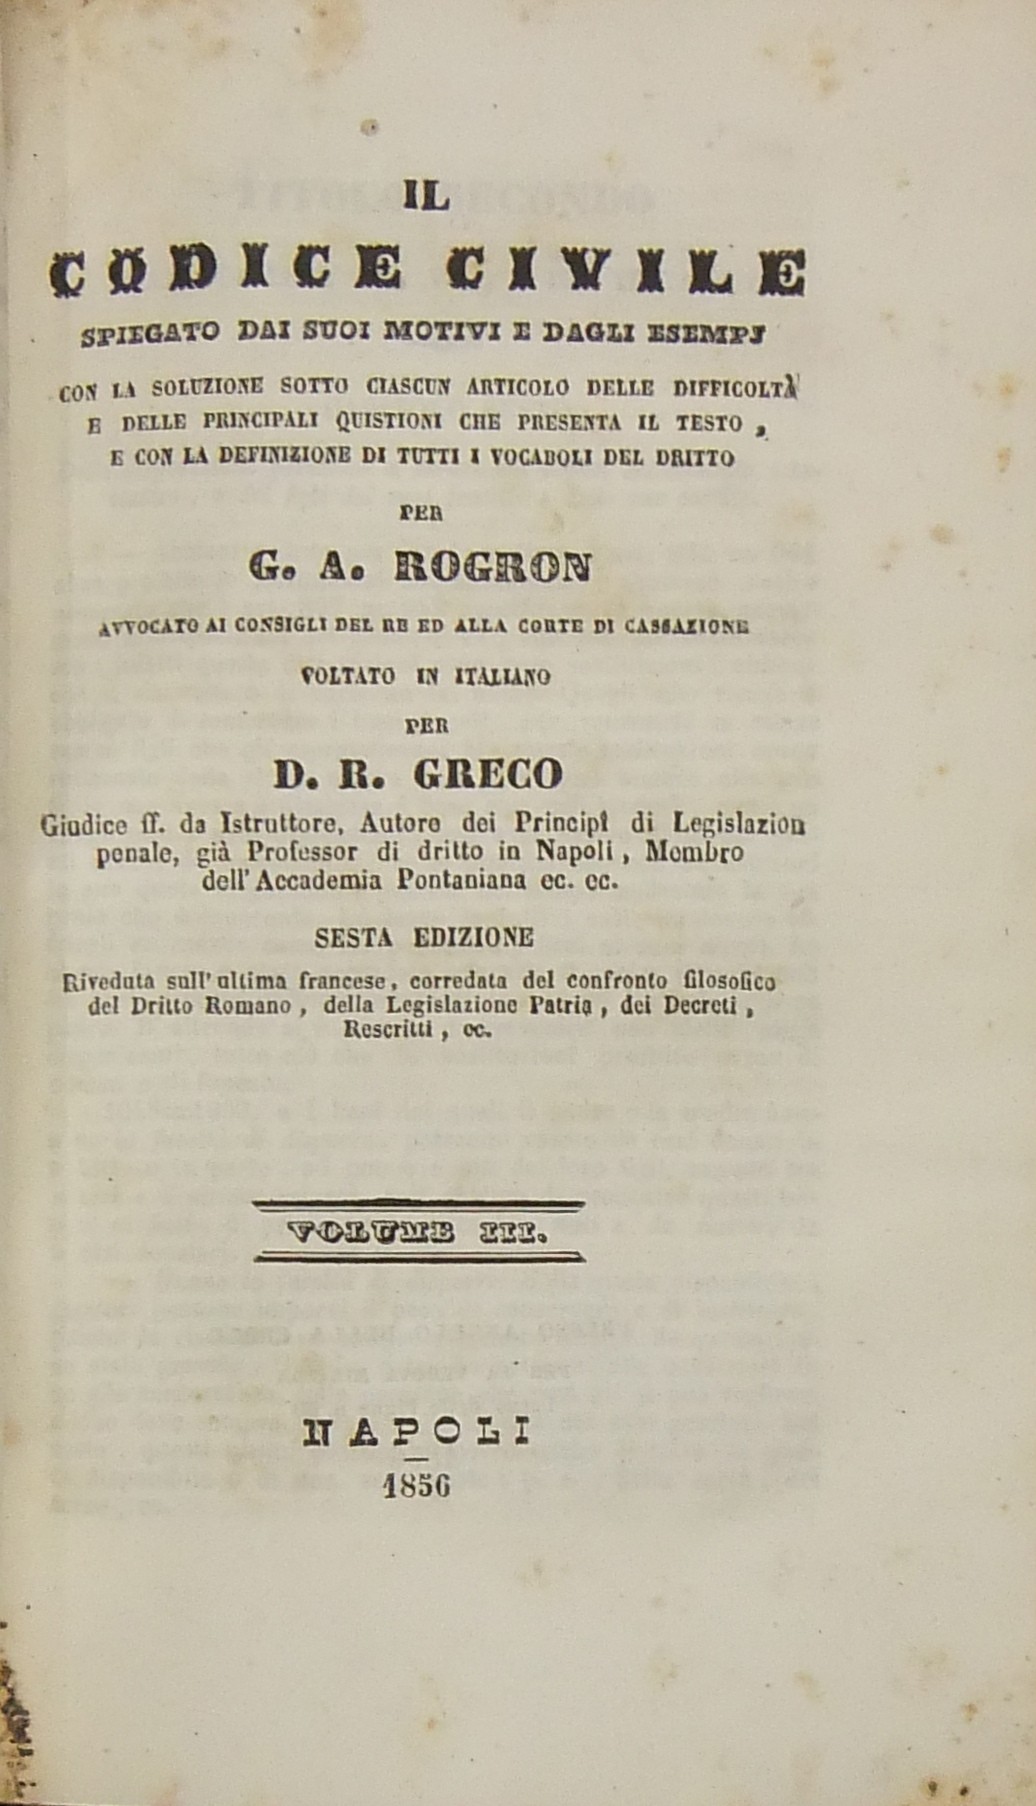 IL
CODICE CIVILE
SPIEGATO DAI SUOI MOTIVI E DAGLI ESEMPJ
CON LA SOLUZIONE SOTTO CIASCUN ARTICOLO DELLE DIFFICOLTÀ
E DELLE PRINCIPALI QUISTIONI CHE PRESENTA IL TESTO ,
E CON LA DEFINIZIONE DI TUTTI I VOCABOLI DEL DRITTO
PER
G. A. ROGRON
AVVOCATO AI CONSIGLI DEL RE ED ALLA CORTE DI CASSAZIONE
VOLTATO IN ITALIANO
PER
D. R. GRECO
Giudice ff. da Istruttore, Autore dei Principî di Legislazion
penale, già Professor di dritto in Napoli , Membro
dell' Accademia Pontaniana ec. ec.
SESTA EDIZIONE
Riveduta sull' ultima francese, corredata del confronto filosofico
del Dritto Romano , della Legislazione Patria , dei Decreti ,
Rescritti , ec.
VOLUME III.
NAPOLI
1856